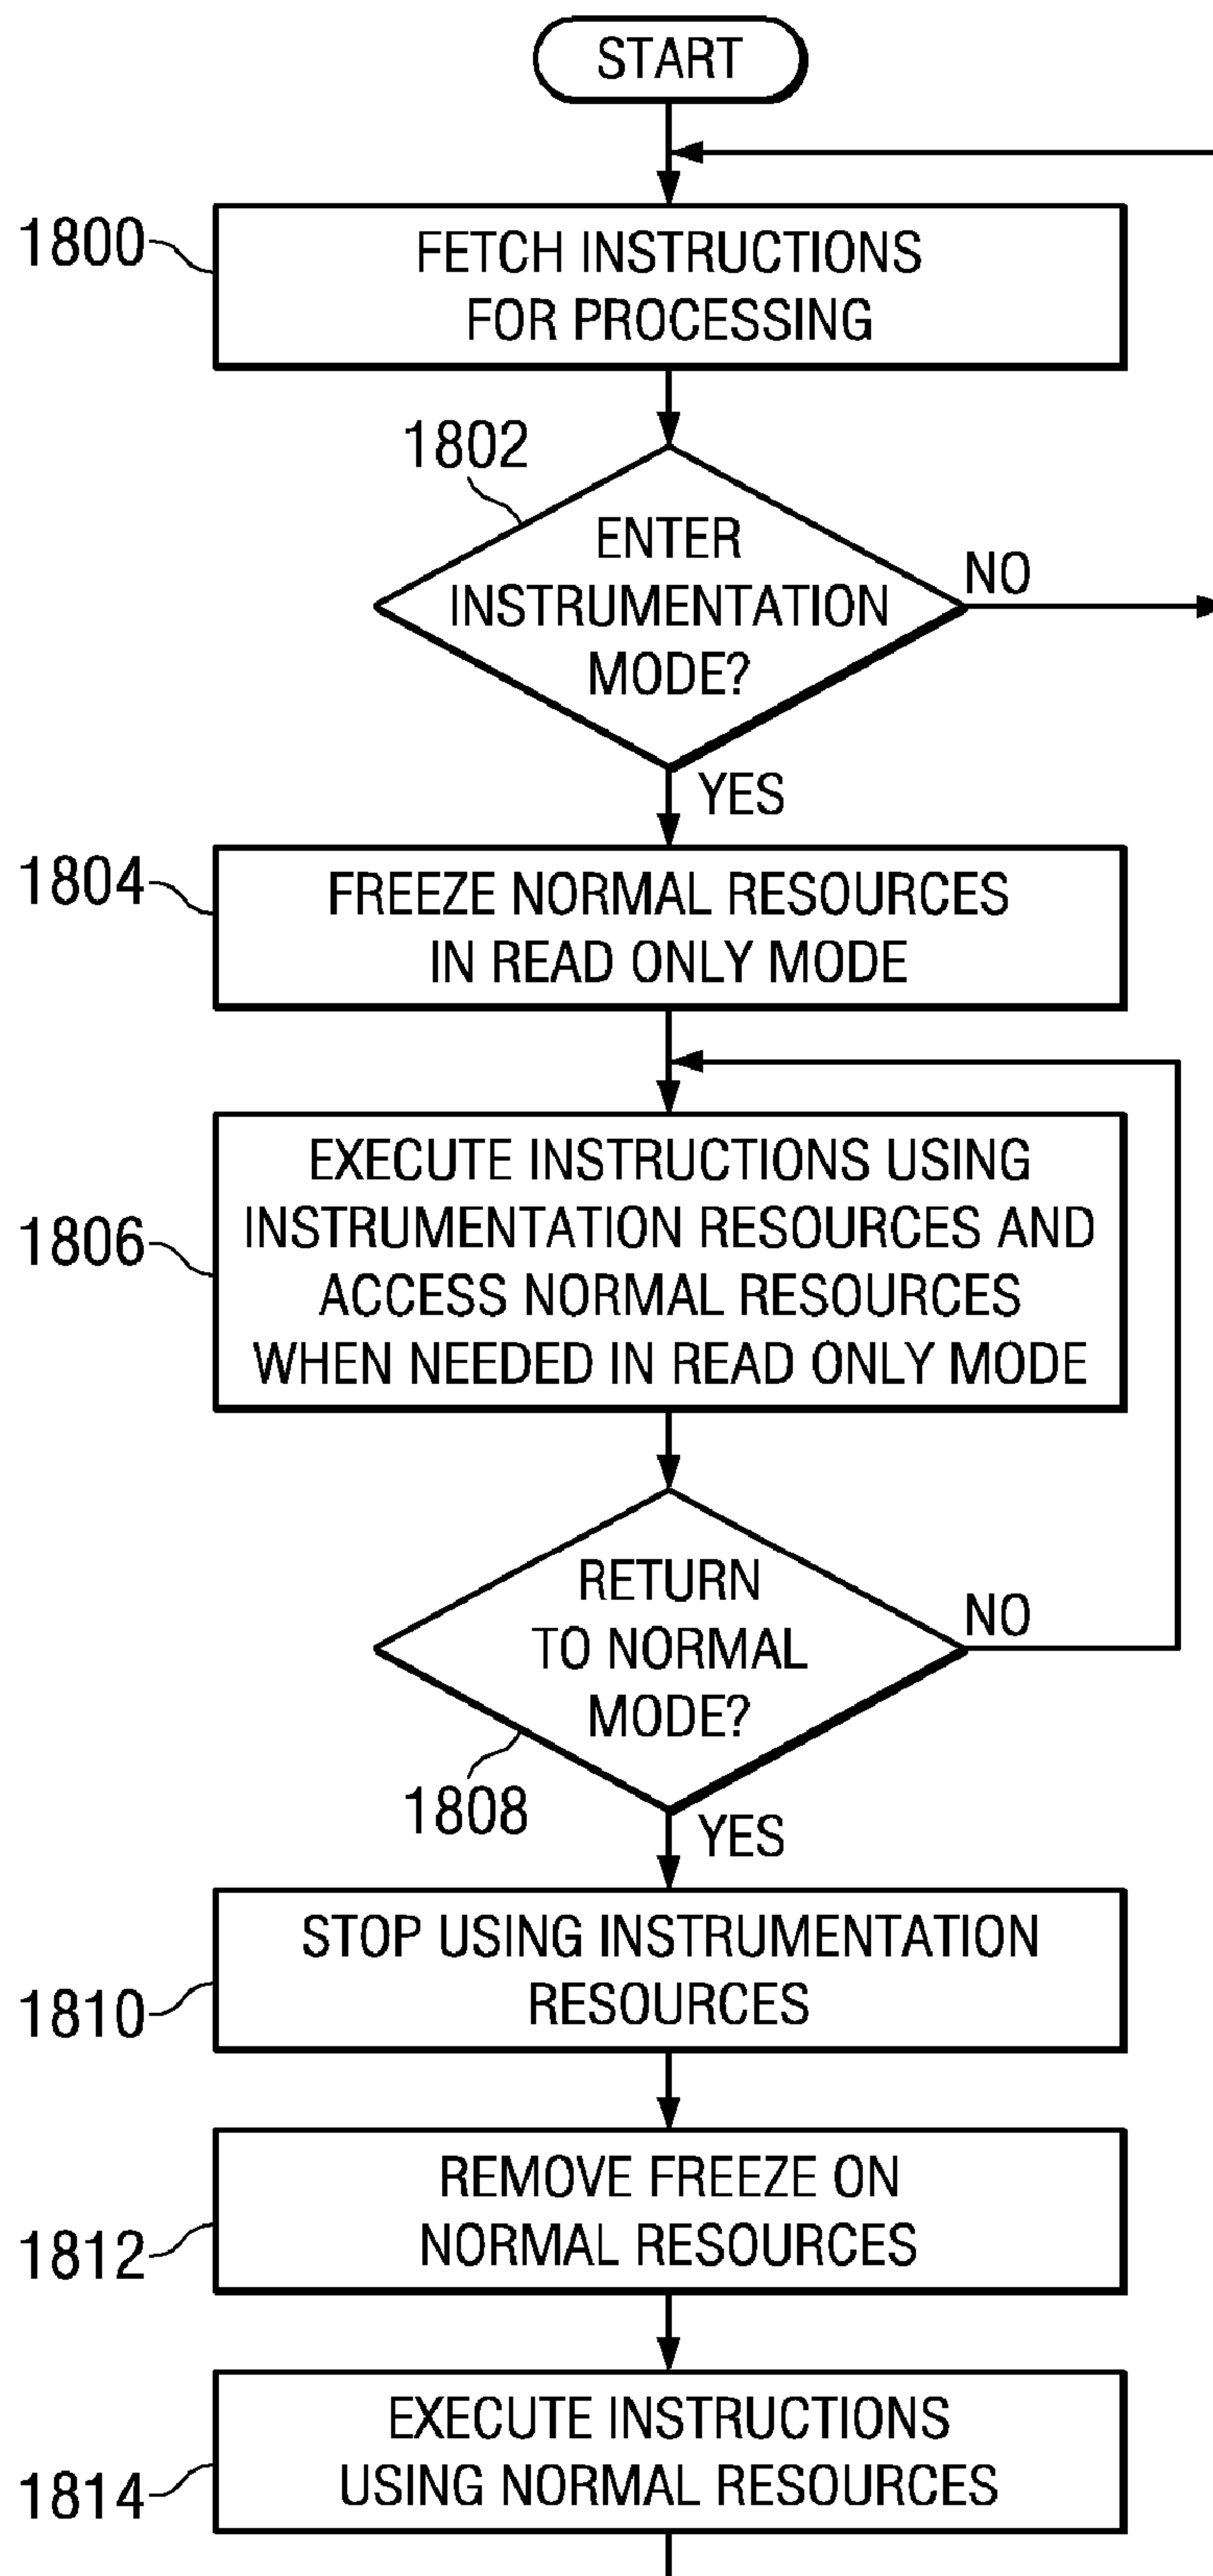 START
1800
FETCH INSTRUCTIONS
FOR PROCESSING
1802
ENTER
INSTRUMENTATION
MODE?
NO
YES
1804
FREEZE NORMAL RESOURCES
IN READ ONLY MODE
1806
EXECUTE INSTRUCTIONS USING
INSTRUMENTATION RESOURCES AND
ACCESS NORMAL RESOURCES
WHEN NEEDED IN READ ONLY MODE
RETURN
TO NORMAL
MODE?
NO
1808
YES
1810
STOP USING INSTRUMENTATION
RESOURCES
1812
REMOVE FREEZE ON
NORMAL RESOURCES
1814
EXECUTE INSTRUCTIONS
USING NORMAL RESOURCES